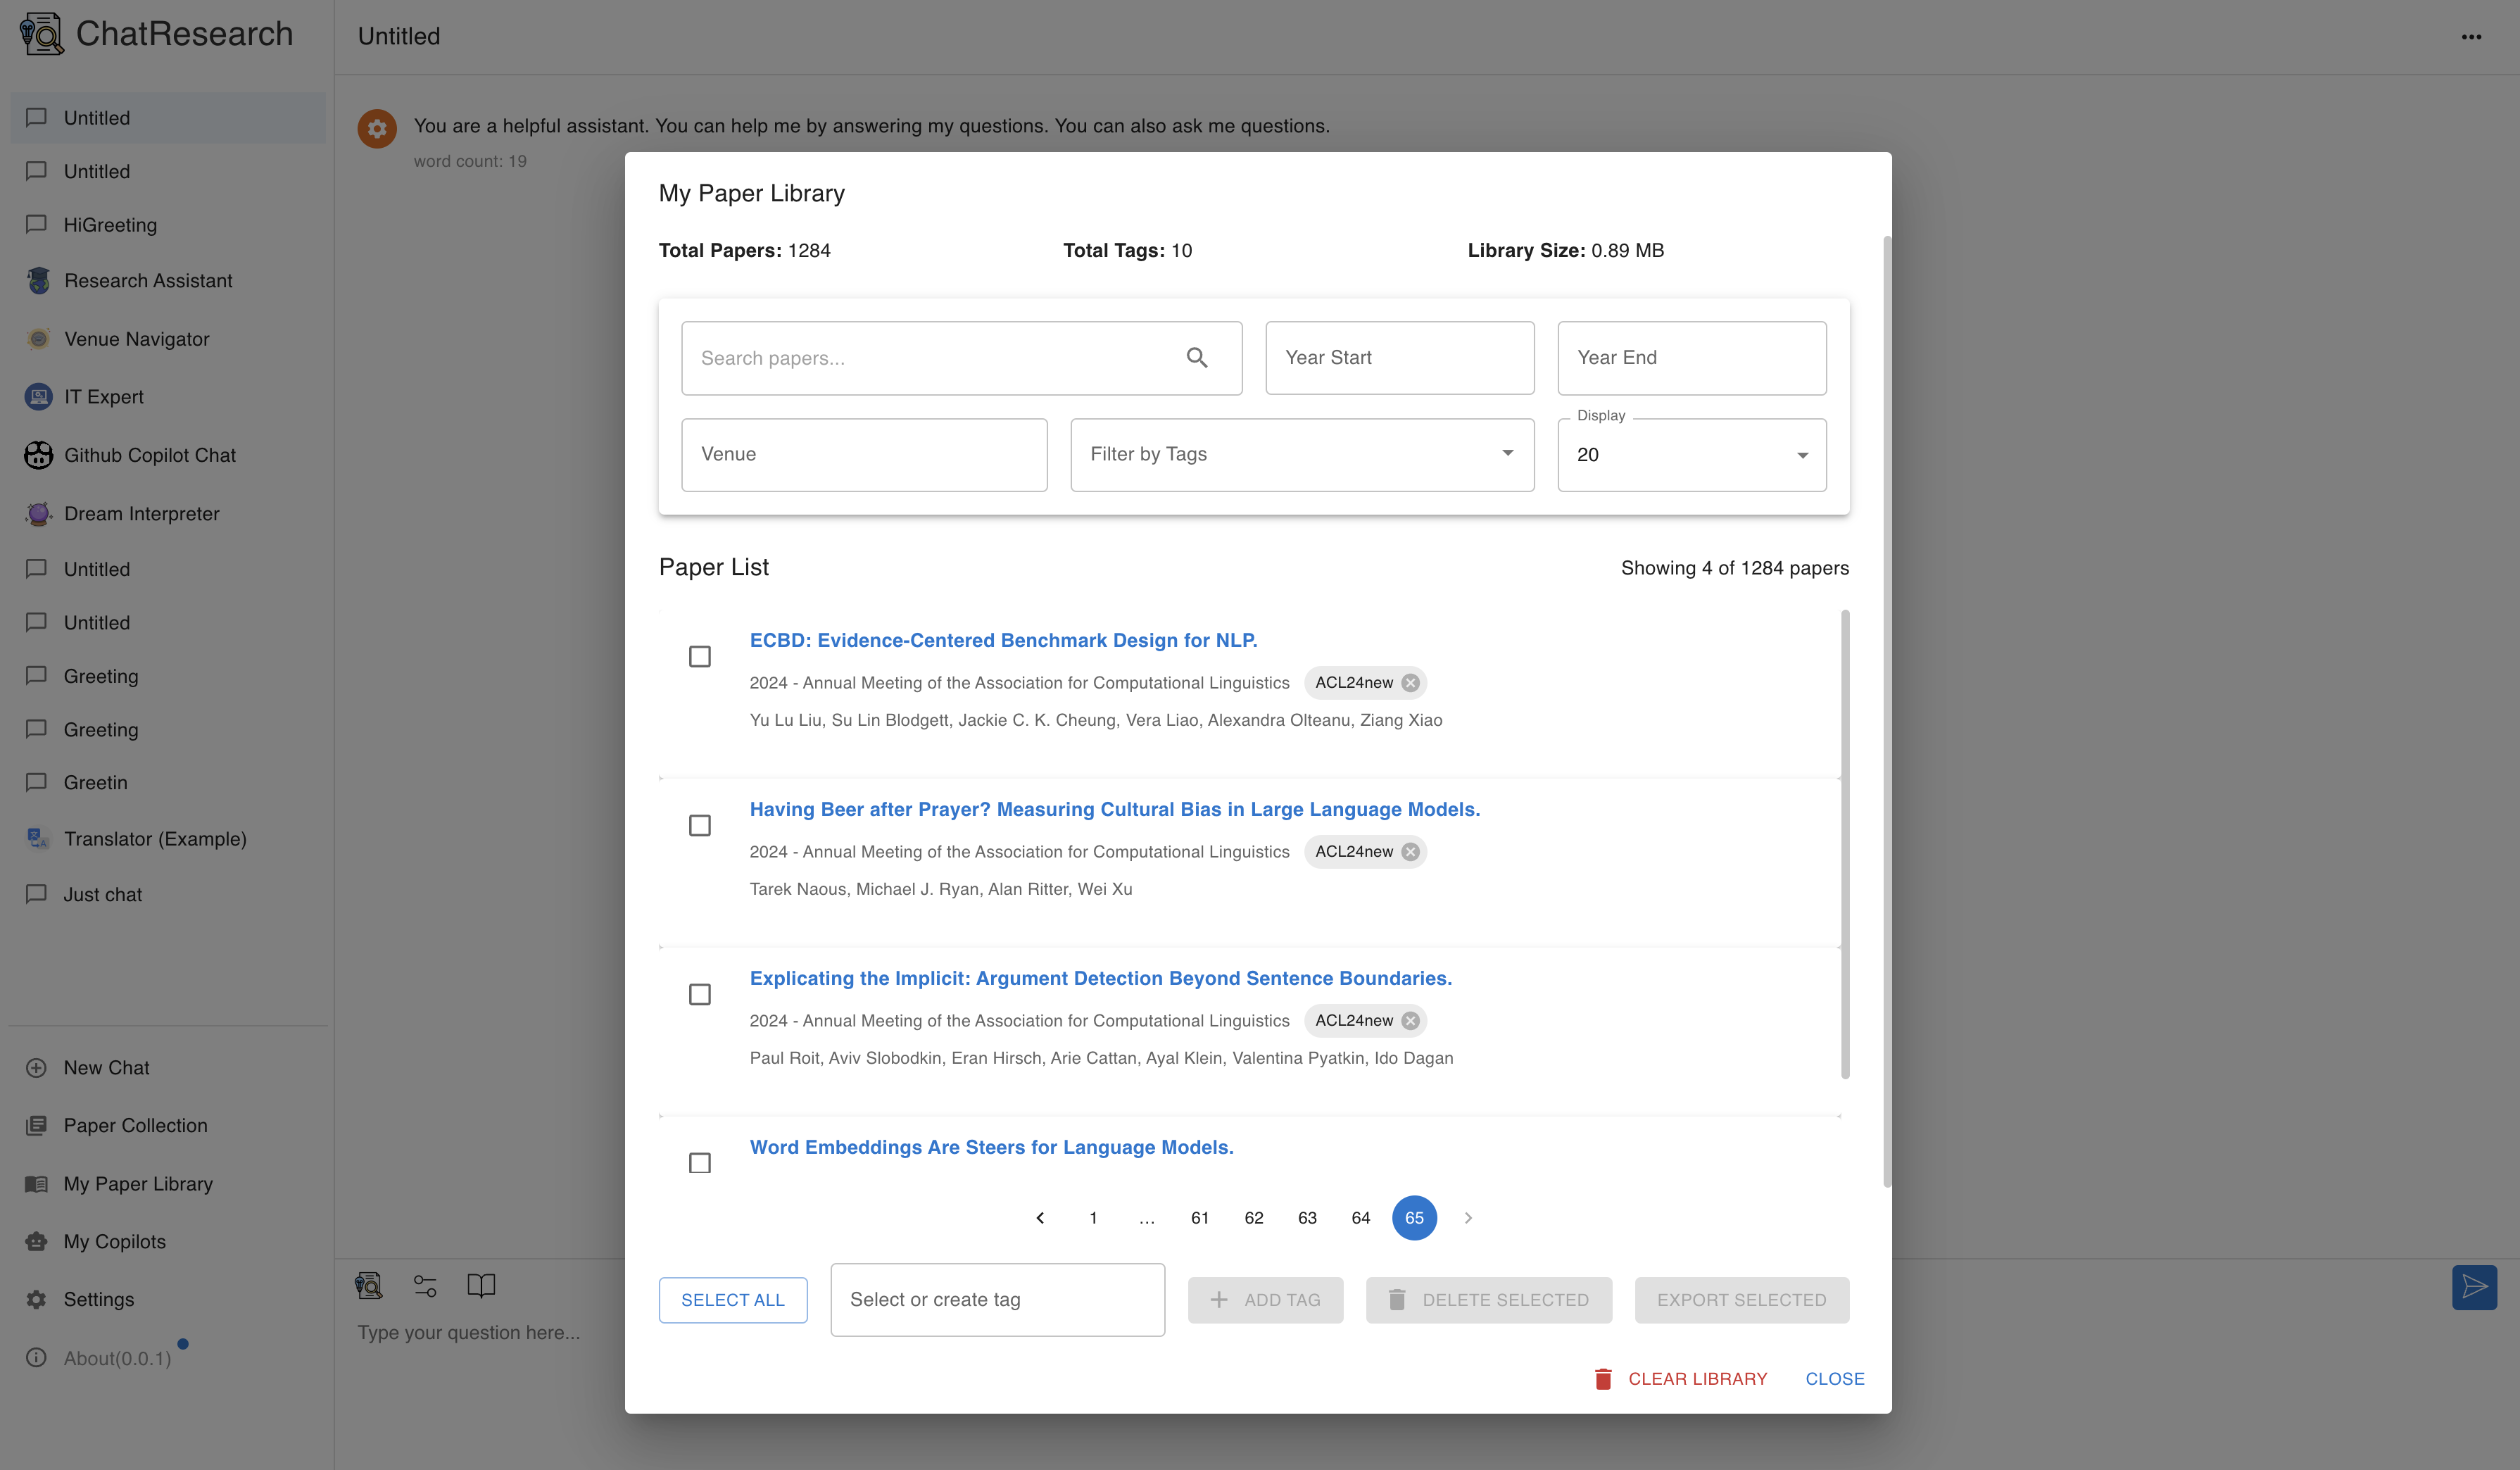 ChatResearch
Untitled
Untitled
HiGreeting
Research Assistant
Venue Navigator
IT Expert
Github Copilot Chat
Dream Interpreter
Untitled
Untitled
Greeting
Greeting
Greetin
Translator (Example)
Just chat
New Chat
Paper Collection
My Paper Library
My Copilots
Settings
About(0.0.1)
Untitled
You are a helpful assistant. You can help me by answering my questions. You can also ask me questions.
word count: 19
My Paper Library
Total Papers: 1284 Total Tags: 10 Library Size: 0.89 MB
Search papers... Year Start Year End
Display
Venue Filter by Tags 20
Paper List Showing 4 of 1284 papers
ECBD: Evidence-Centered Benchmark Design for NLP.
2024 - Annual Meeting of the Association for Computational Linguistics ACL24new
Yu Lu Liu, Su Lin Blodgett, Jackie C. K. Cheung, Vera Liao, Alexandra Olteanu, Ziang Xiao
Having Beer after Prayer? Measuring Cultural Bias in Large Language Models.
2024 - Annual Meeting of the Association for Computational Linguistics ACL24new
Tarek Naous, Michael J. Ryan, Alan Ritter, Wei Xu
Explicating the Implicit: Argument Detection Beyond Sentence Boundaries.
2024 - Annual Meeting of the Association for Computational Linguistics ACL24new
Paul Roit, Aviv Slobodkin, Eran Hirsch, Arie Cattan, Ayal Klein, Valentina Pyatkin, Ido Dagan
Word Embeddings Are Steers for Language Models.
1 ... 61 62 63 64 65
SELECT ALL Select or create tag ADD TAG DELETE SELECTED EXPORT SELECTED
CLEAR LIBRARY CLOSE
Type your question here...